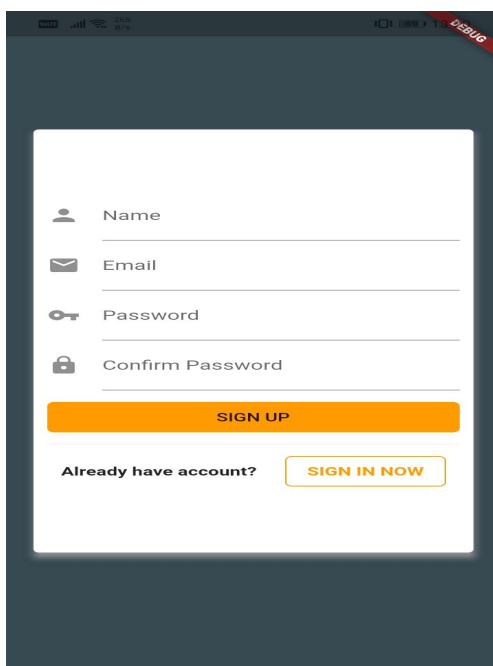 DEBUG
Name
Email
Password
Confirm Password
SIGN UP
Already have account? SIGN IN NOW